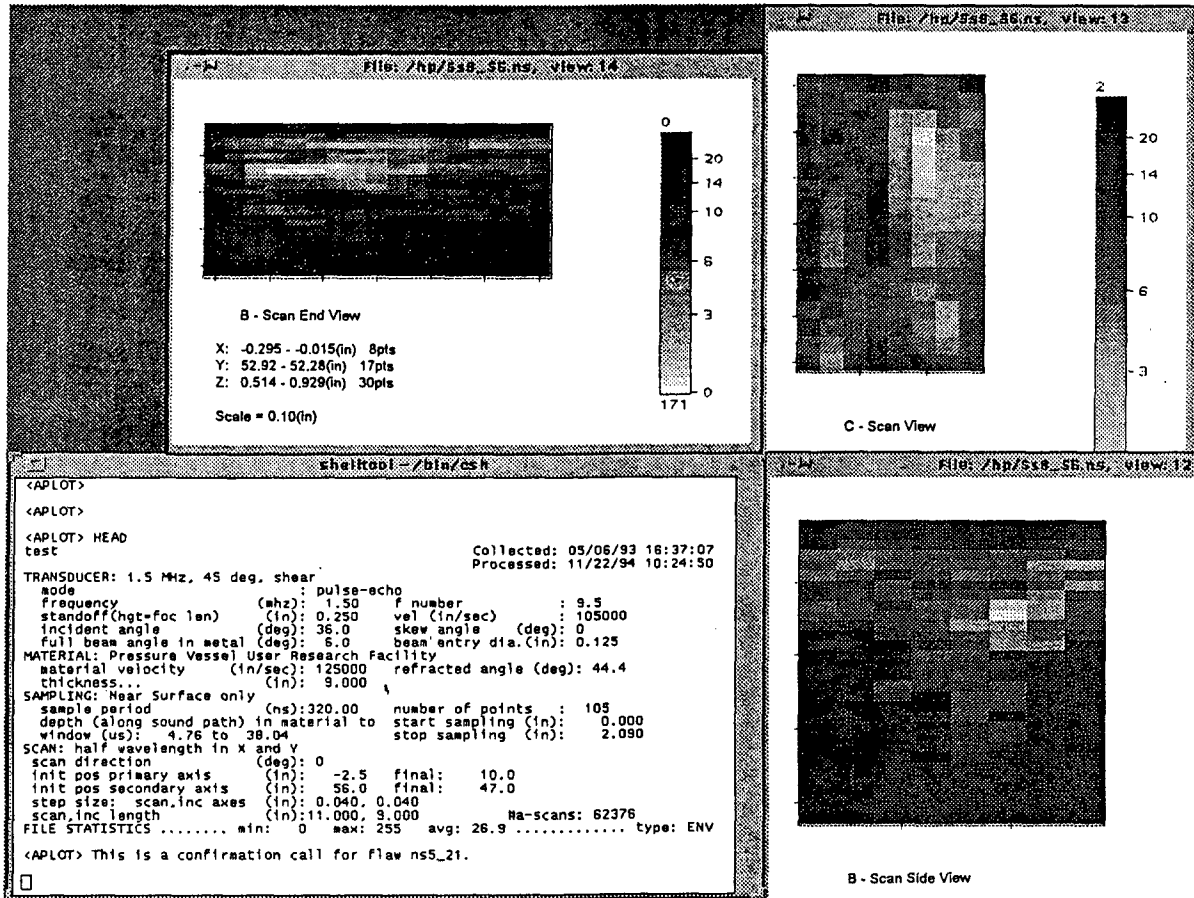 File: /hp/Ss8_S6.ns, view: 14
0
20
14
10
6
3
0
171
B - Scan End View
X: -0.295 - -0.015(in) 8pts
Y: 52.92 - 52.28(in) 17pts
Z: 0.514 - 0.929(in) 30pts
Scale = 0.10(in)
File: /hp/Ss8_S6.ns, view: 13
2
20
14
10
6
3
C - Scan View
shelltool - /bin/csh
<APLOT>
<APLOT>
<APLOT> HEAD
test Collected: 05/06/93 16:37:07
Processed: 11/22/94 10:24:50
TRANSDUCER: 1.5 MHz, 45 deg, shear
mode : pulse-echo
frequency (mhz): 1.50 f number : 9.5
standoff(hgt-foc len) (in): 0.250 vel (in/sec) : 105000
incident angle (deg): 36.0 skew angle (deg): 0
full beam angle in metal (deg): 6.0 beam entry dia.(in): 0.125
MATERIAL: Pressure Vessel User Research Facility
material velocity (in/sec): 125000 refracted angle (deg): 44.4
thickness... (in): 9.000
SAMPLING: Near Surface only
sample period (ns):320.00 number of points : 105
depth (along sound path) in material to start sampling (in): 0.000
window (us): 4.76 to 38.04 stop sampling (in): 2.090
SCAN: half wavelength in X and Y
scan direction (deg): 0
init pos primary axis (in): -2.5 final: 10.0
init pos secondary axis (in): 56.0 final: 47.0
step size: scan,inc axes (in): 0.040, 0.040
scan,inc length (in):11.000, 9.000 #a-scans: 62376
FILE STATISTICS ........ min: 0 max: 255 avg: 26.9 ............. type: ENV
<APLOT> This is a confirmation call for flaw ns5_21.
File: /hp/Ss8_S6.ns, view: 12
B - Scan Side View